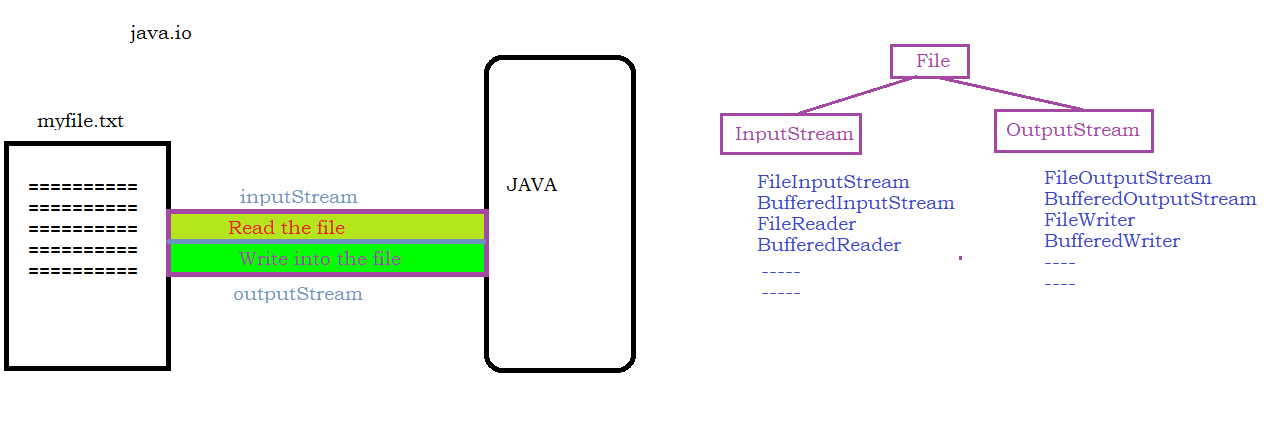 java.io
myfile.txt
==========
==========
==========
==========
==========
inputStream
Read the file
Write into the file
outputStream
JAVA
File
InputStream
OutputStream
FileInputStream
BufferedInputStream
FileReader
BufferedReader
-----
-----
FileOutputStream
BufferedOutputStream
FileWriter
BufferedWriter
----
----